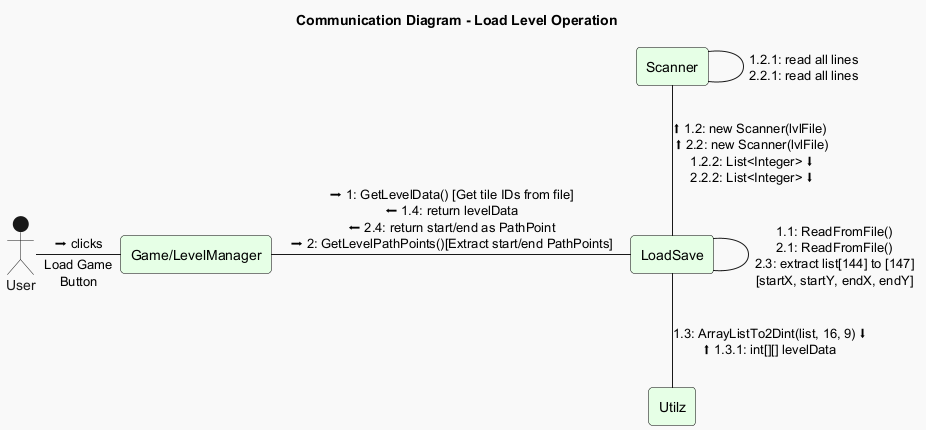 Communication Diagram - Load Level Operation
Scanner
1.2.1: read all lines
2.2.1: read all lines
⬆ 1.2: new Scanner(lvlFile)
⬆ 2.2: new Scanner(lvlFile)
1.2.2: List<Integer> ⬇
2.2.2: List<Integer> ⬇
➡ 1: GetLevelData() [Get tile IDs from file]
⬅ 1.4: return levelData
⬅ 2.4: return start/end as PathPoint
➡ 2: GetLevelPathPoints()[Extract start/end PathPoints]
User
➡ clicks
Load Game
Button
Game/LevelManager
LoadSave
1.1: ReadFromFile()
2.1: ReadFromFile()
2.3: extract list[144] to [147]
[startX, startY, endX, endY]
1.3: ArrayListTo2Dint(list, 16, 9) ⬇
⬆ 1.3.1: int[][] levelData
Utilz